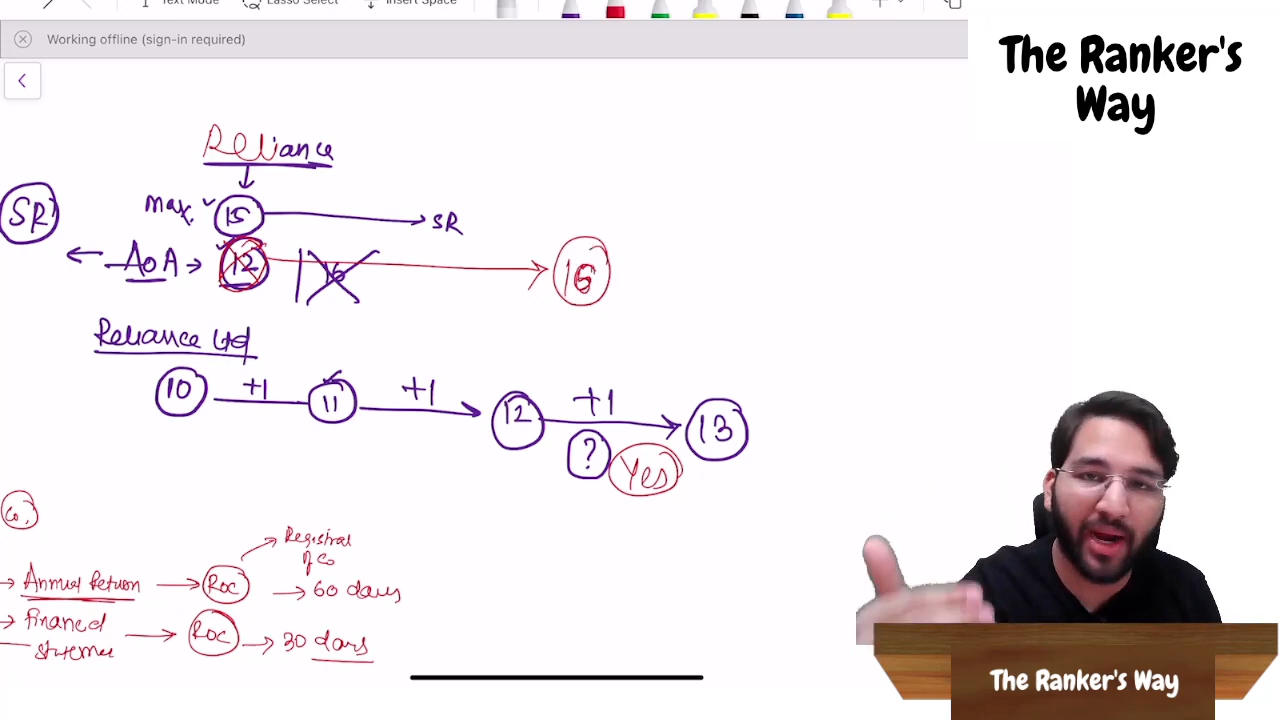 Text Mode
Lasso Select
Insert Space
Working offline (sign-in required)
The Ranker's
Way
Reliance
SR
Max.
15
SR
AOA
12
16
16
Reliance Ltd
10
+1
11
+1
12
+1
13
?
Yes
Co.
Registrar
of Co
Annual Return
ROC
60 days
Financial
ROC
30 days
The Ranker's Way